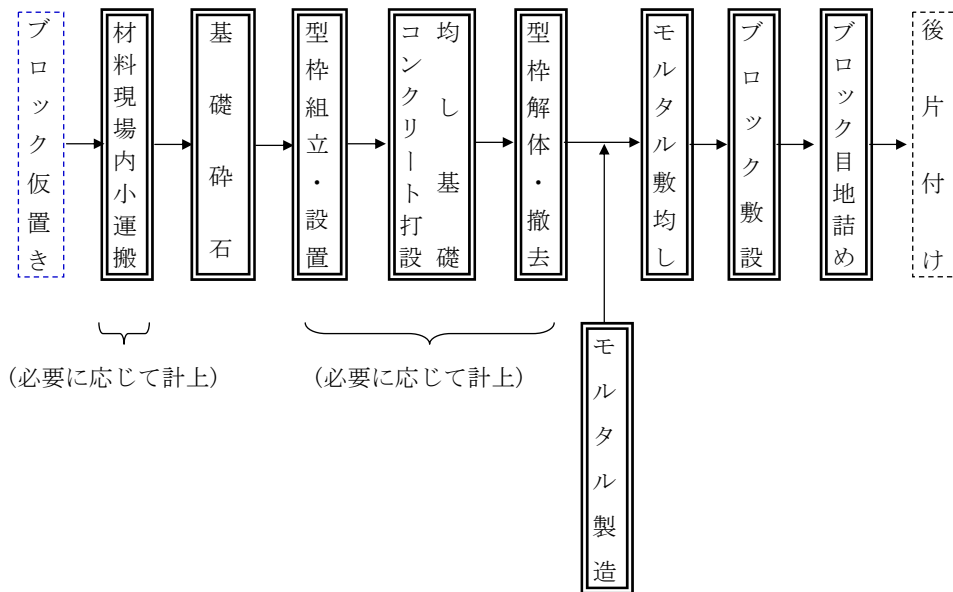 ブロック仮置き
材料現場内小運搬
基礎砕石
型枠組立・設置
均し基礎
コンクリート打設
型枠解体・撤去
モルタル敷均し
ブロック敷設
ブロック目地詰め
後片付け
(必要に応じて計上)
(必要に応じて計上)
モルタル製造